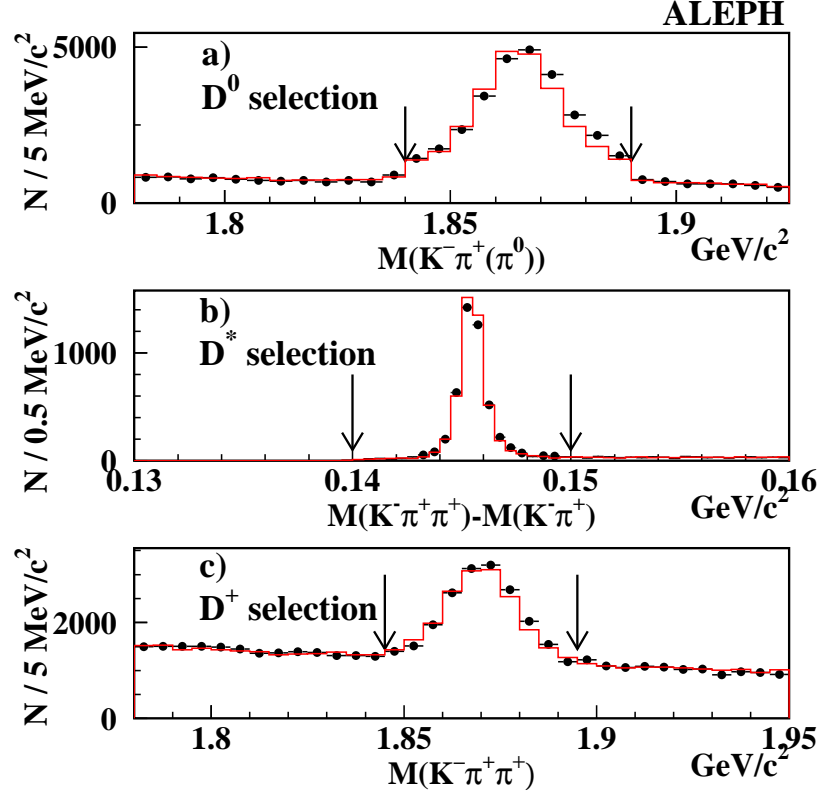 ALEPH
a)
D⁰ selection
N / 5 MeV/c²
5000
2500
0
1.8
1.85
1.9
GeV/c²
M(K⁻π⁺(π⁰))
b)
D* selection
N / 0.5 MeV/c²
1000
0
0.13
0.14
0.15
0.16
GeV/c²
M(K⁻π⁺π⁺)-M(K⁻π⁺)
c)
D⁺ selection
N / 5 MeV/c²
2000
0
1.8
1.85
1.9
1.95
GeV/c²
M(K⁻π⁺π⁺)